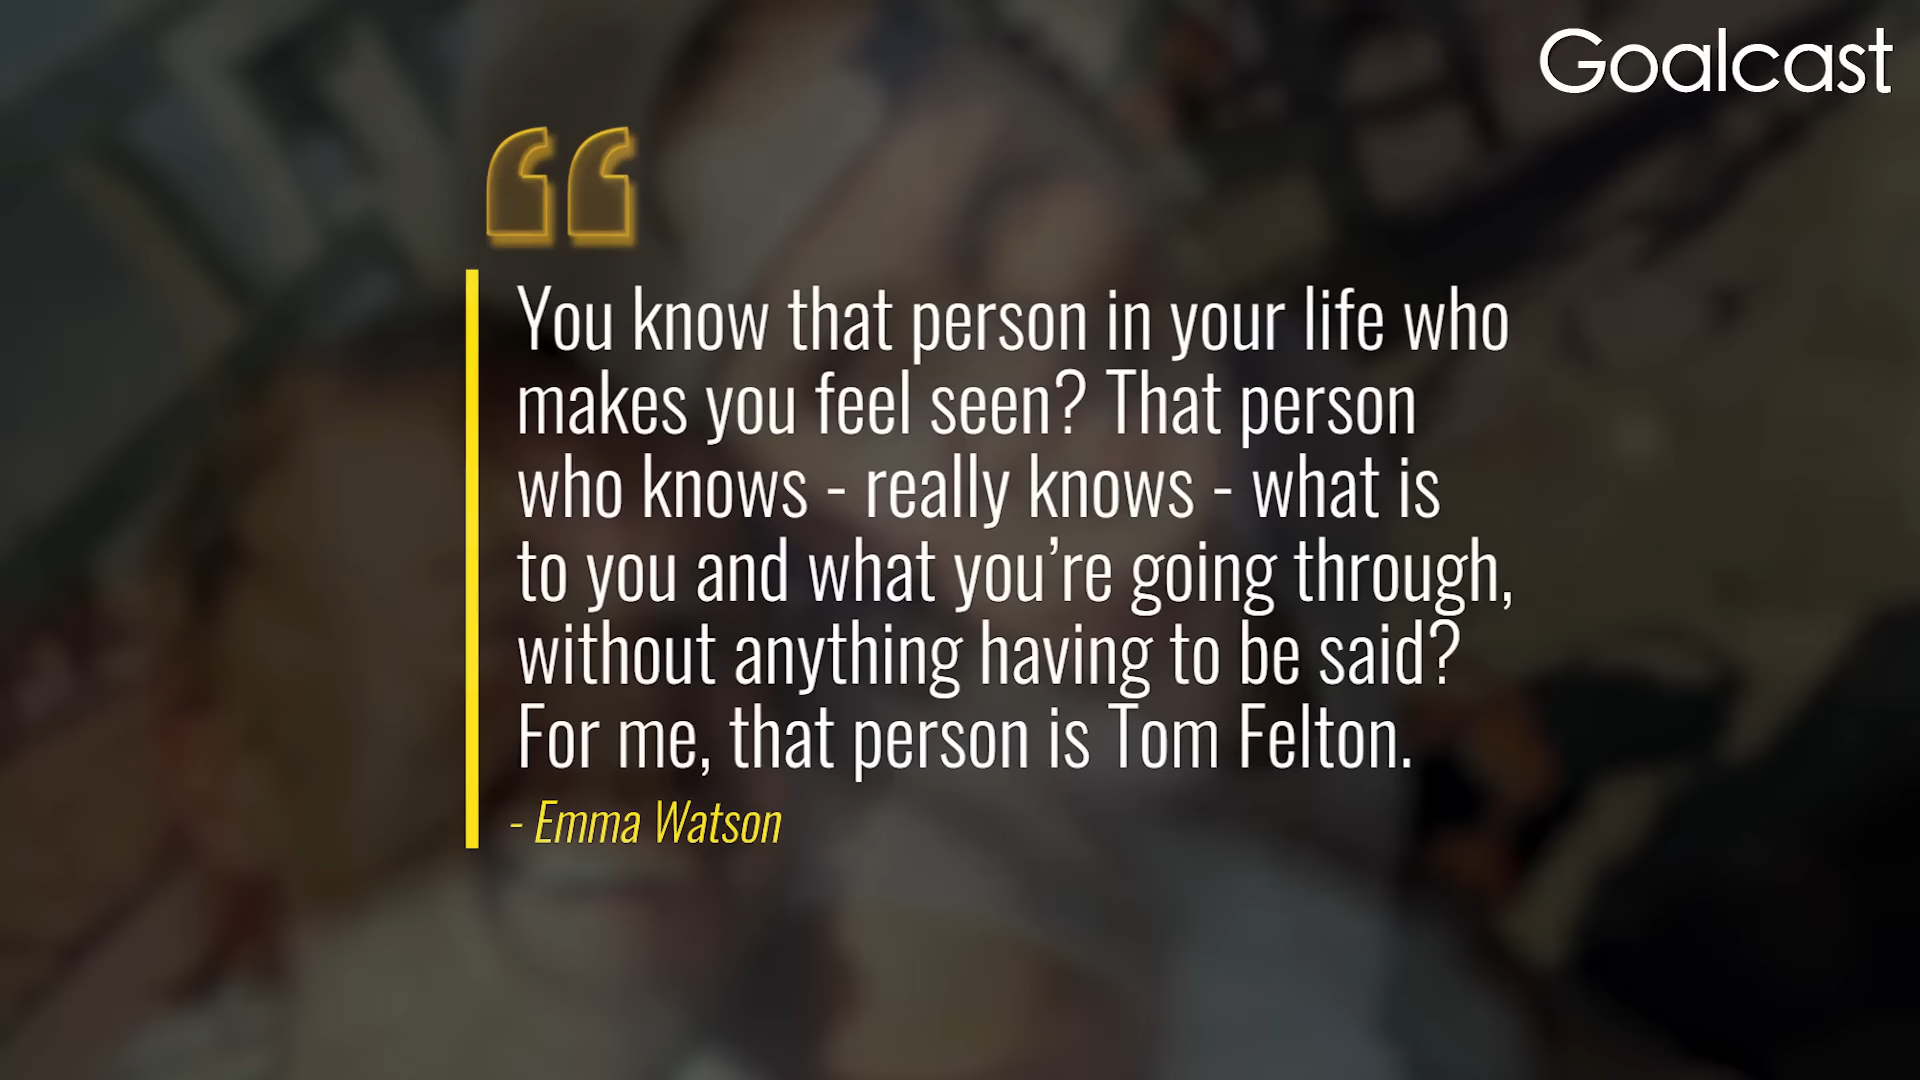 Goalcast
You know that person in your life who
makes you feel seen? That person
who knows - really knows - what is
to you and what you’re going through,
without anything having to be said?
For me, that person is Tom Felton.
- Emma Watson